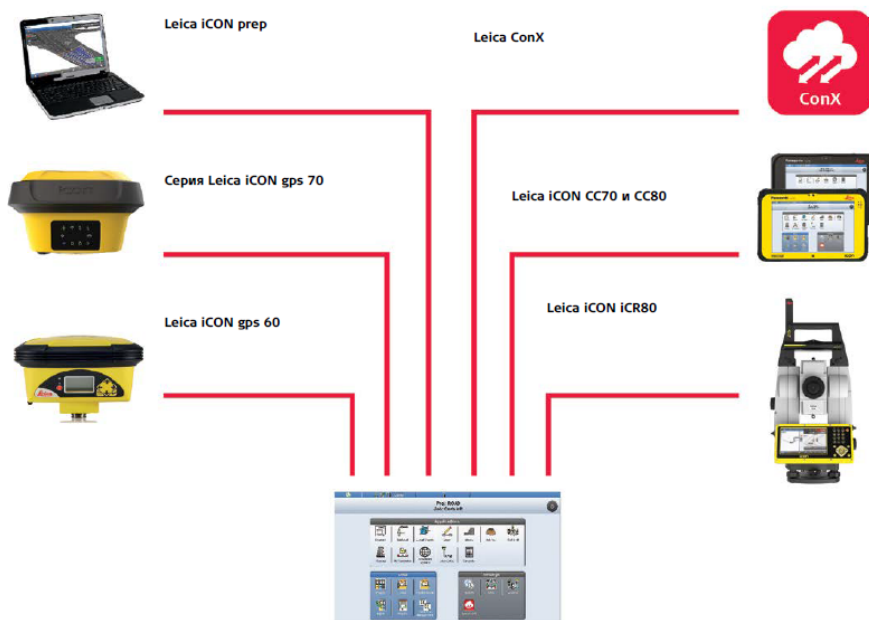 Leica iCON prep
Leica ConX
ConX
Серия Leica iCON gps 70
Leica iCON CC70 и CC80
Leica iCON gps 60
Leica iCON iCR80
Applications